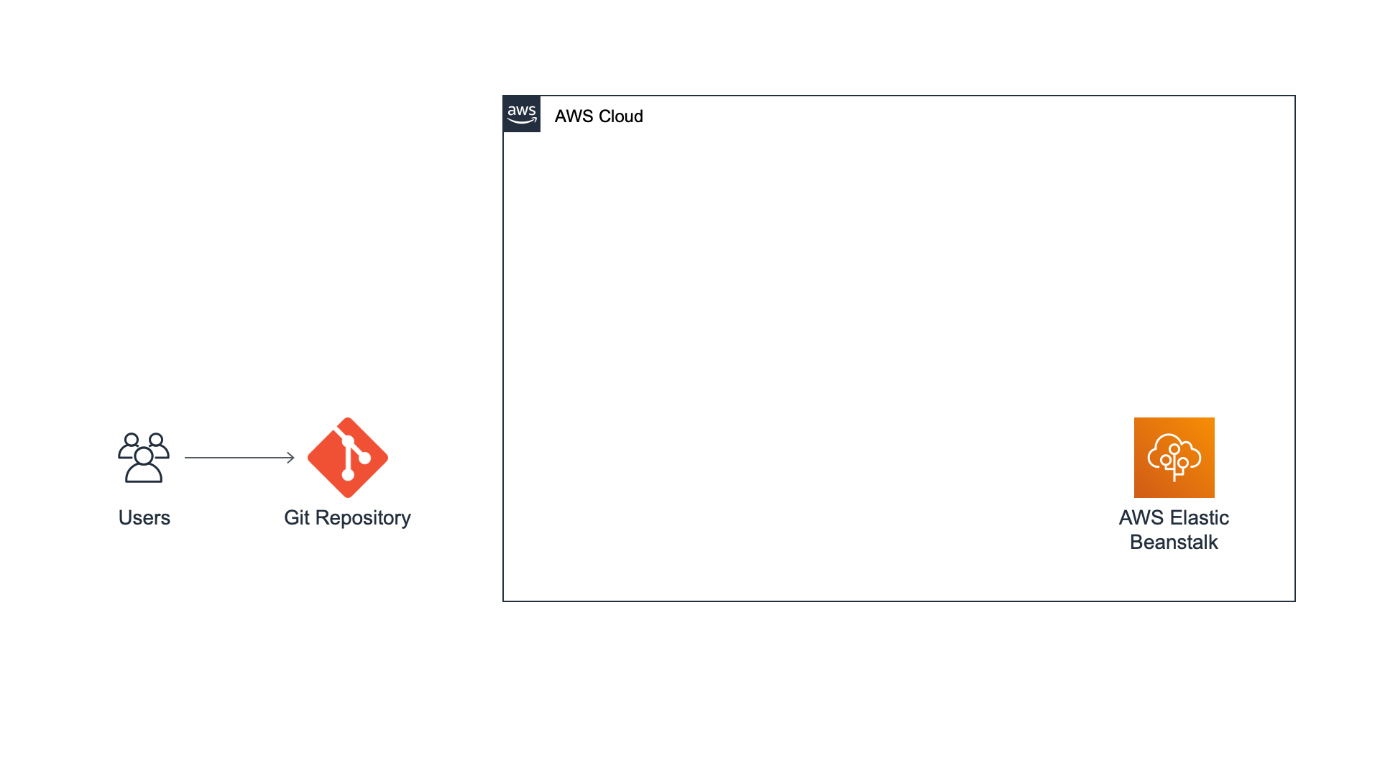 aws
AWS Cloud
Users
Git Repository
AWS Elastic
Beanstalk